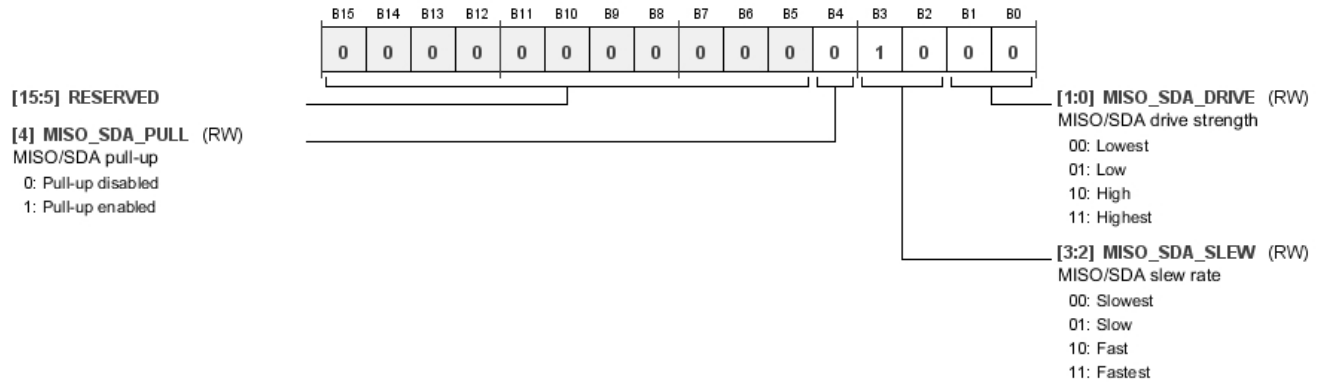 B15 B14 B13 B12 B11 B10 B9 B8 B7 B6 B5 B4 B3 B2 B1 B0
0 0 0 0 0 0 0 0 0 0 0 0 1 0 0 0
[15:5] RESERVED
[4] MISO_SDA_PULL (RW)
MISO/SDA pull-up
0: Pull-up disabled
1: Pull-up enabled
[1:0] MISO_SDA_DRIVE (RW)
MISO/SDA drive strength
00: Lowest
01: Low
10: High
11: Highest
[3:2] MISO_SDA_SLEW (RW)
MISO/SDA slew rate
00: Slowest
01: Slow
10: Fast
11: Fastest